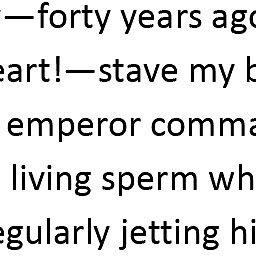 —forty years ago
eart!—stave my b
emperor comma
living sperm wh
egularly jetting hi